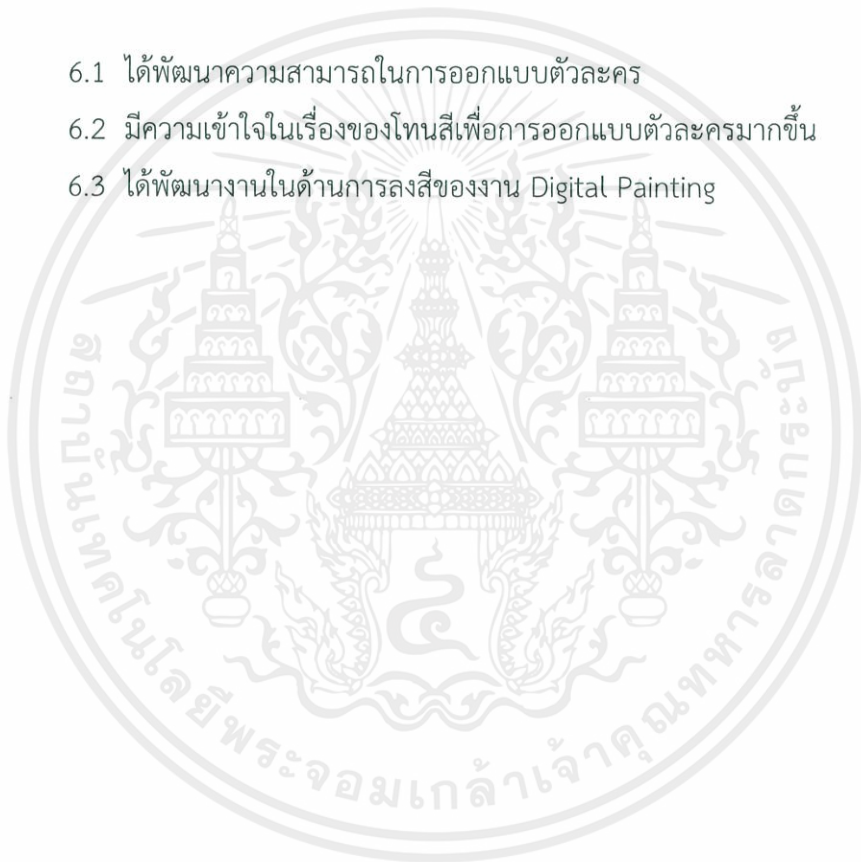 6.1 ได้พัฒนาความสามารถในการออกแบบตัวละคร
6.2 มีความเข้าใจในเรื่องของโทนสีเพื่อการออกแบบตัวละครมากขึ้น
6.3 ได้พัฒนางานในด้านการลงสีของงาน Digital Painting
สถาบันเทคโนโลยีพระจอมเกล้าเจ้าคุณทหารลาดกระบัง